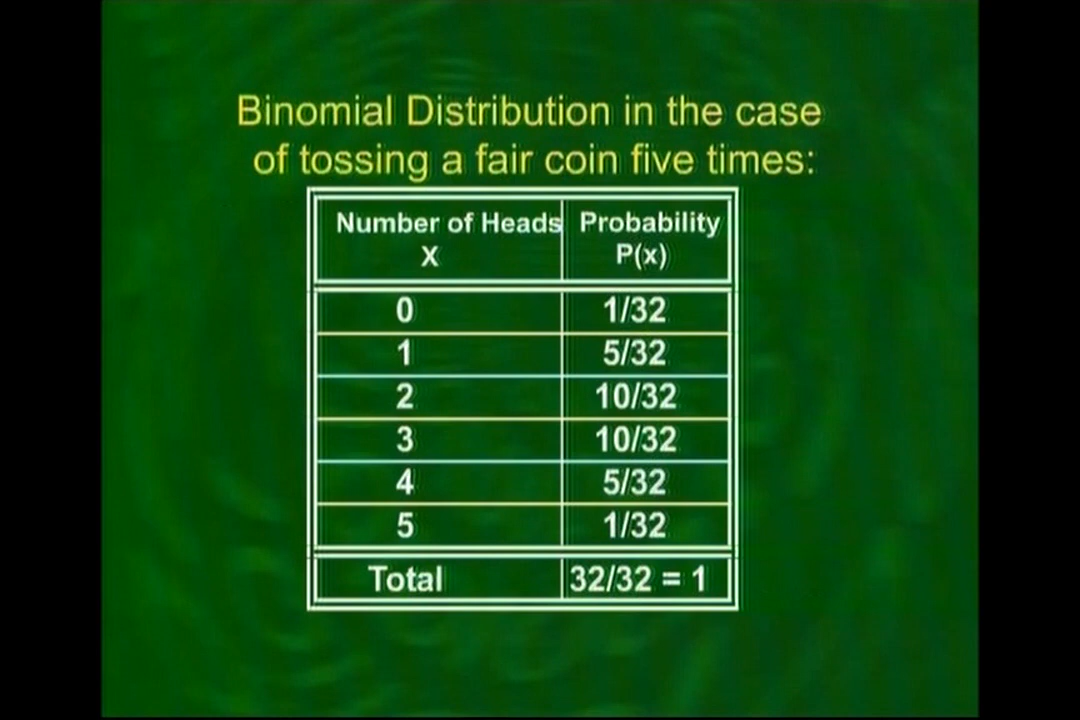 Binomial Distribution in the case
of tossing a fair coin five times:
Number of Heads Probability
X P(x)
0 1/32
1 5/32
2 10/32
3 10/32
4 5/32
5 1/32
Total 32/32 = 1